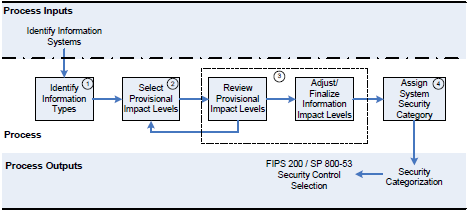 Process Inputs
Identify Information
Systems
1
Identify
Information
Types
2
Select
Provisional
Impact Levels
3
Review
Provisional
Impact Levels
Adjust/
Finalize
Information
Impact Levels
4
Assign
System
Security
Category
Process
Process Outputs
FIPS 200 / SP 800-53
Security Control
Selection
Security
Categorization